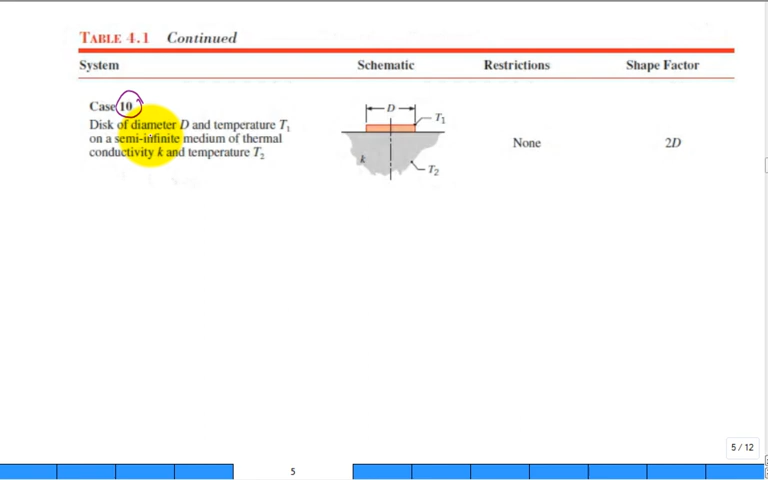 TABLE 4.1 Continued
System Schematic Restrictions Shape Factor
Case 10
Disk of diameter D and temperature T₁
on a semi-infinite medium of thermal
conductivity k and temperature T₂
D
T₁
k
T₂
None
2D
5 / 12
5